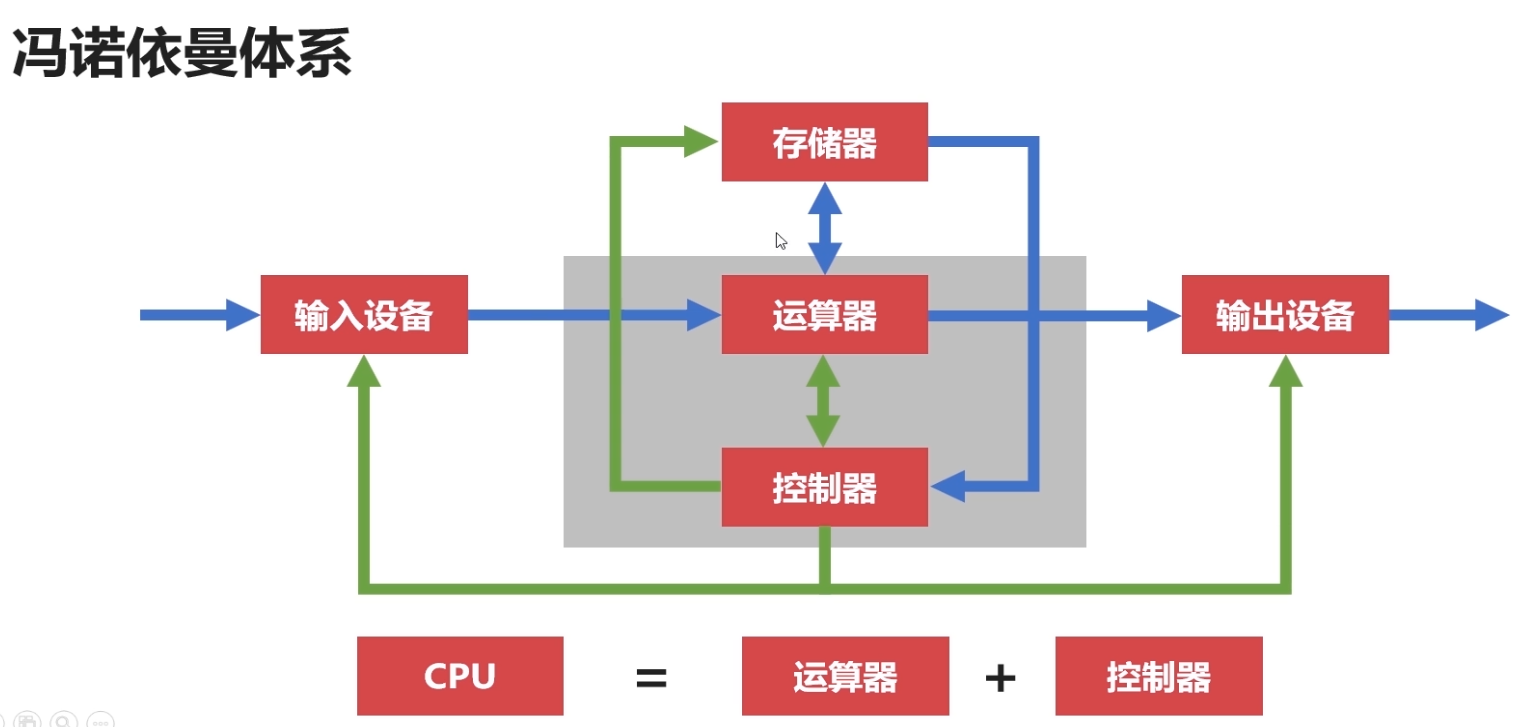 冯诺依曼体系
存储器
输入设备
运算器
输出设备
控制器
CPU = 运算器 + 控制器